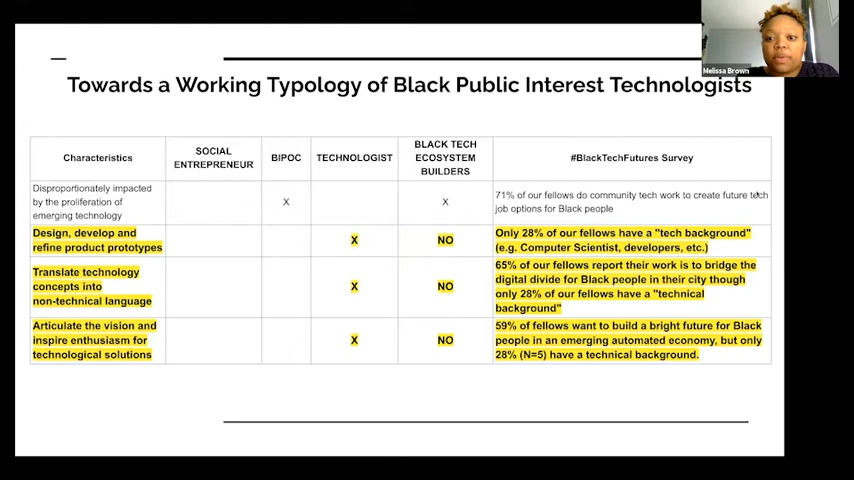 Melissa Brown
Towards a Working Typology of Black Public Interest Technologists
Characteristics
SOCIAL
ENTREPRENEUR
BIPOC
TECHNOLOGIST
BLACK TECH
ECOSYSTEM
BUILDERS
#BlackTechFutures Survey
Disproportionately impacted
by the proliferation of
emerging technology
X
X
71% of our fellows do community tech work to create future tech
job options for Black people
Design, develop and
refine product prototypes
X
NO
Only 28% of our fellows have a "tech background"
(e.g. Computer Scientist, developers, etc.)
Translate technology
concepts into
non-technical language
X
NO
65% of our fellows report their work is to bridge the
digital divide for Black people in their city though
only 28% of our fellows have a "technical
background"
Articulate the vision and
inspire enthusiasm for
technological solutions
X
NO
59% of fellows want to build a bright future for Black
people in an emerging automated economy, but only
28% (N=5) have a technical background.